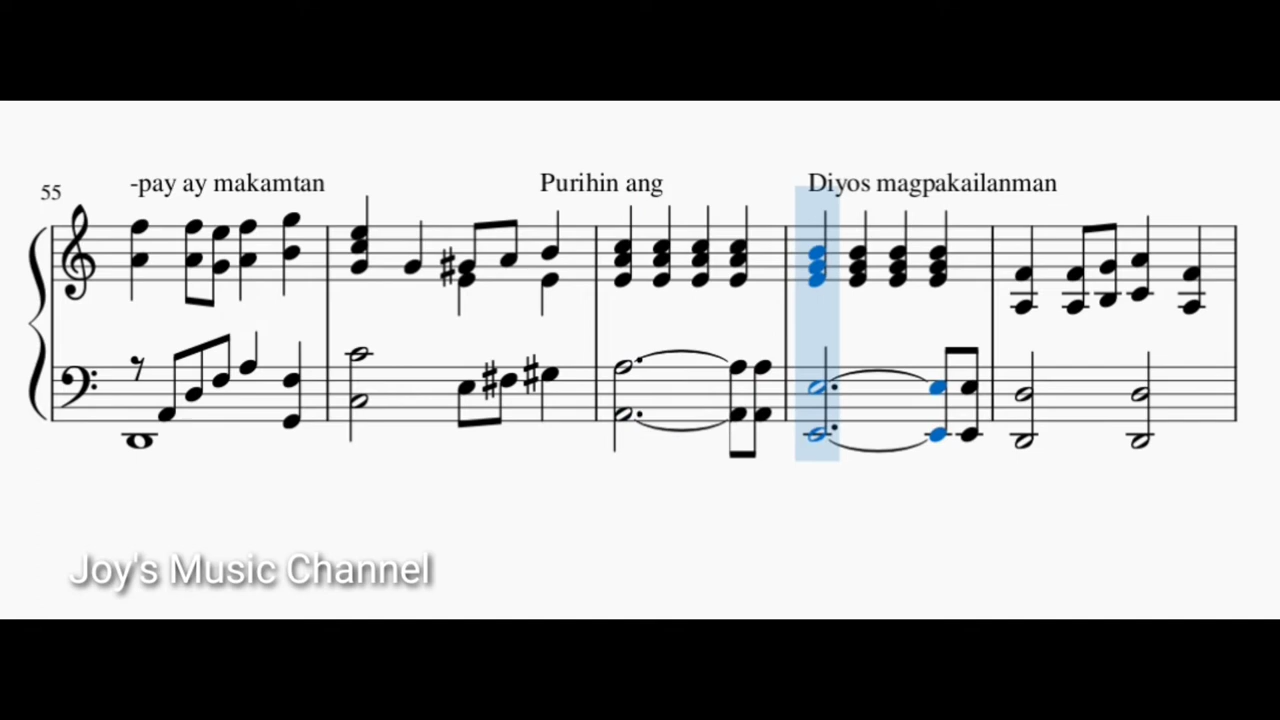 55
-pay ay makamtan
Purihin ang
Diyos magpakailanman
Joy's Music Channel